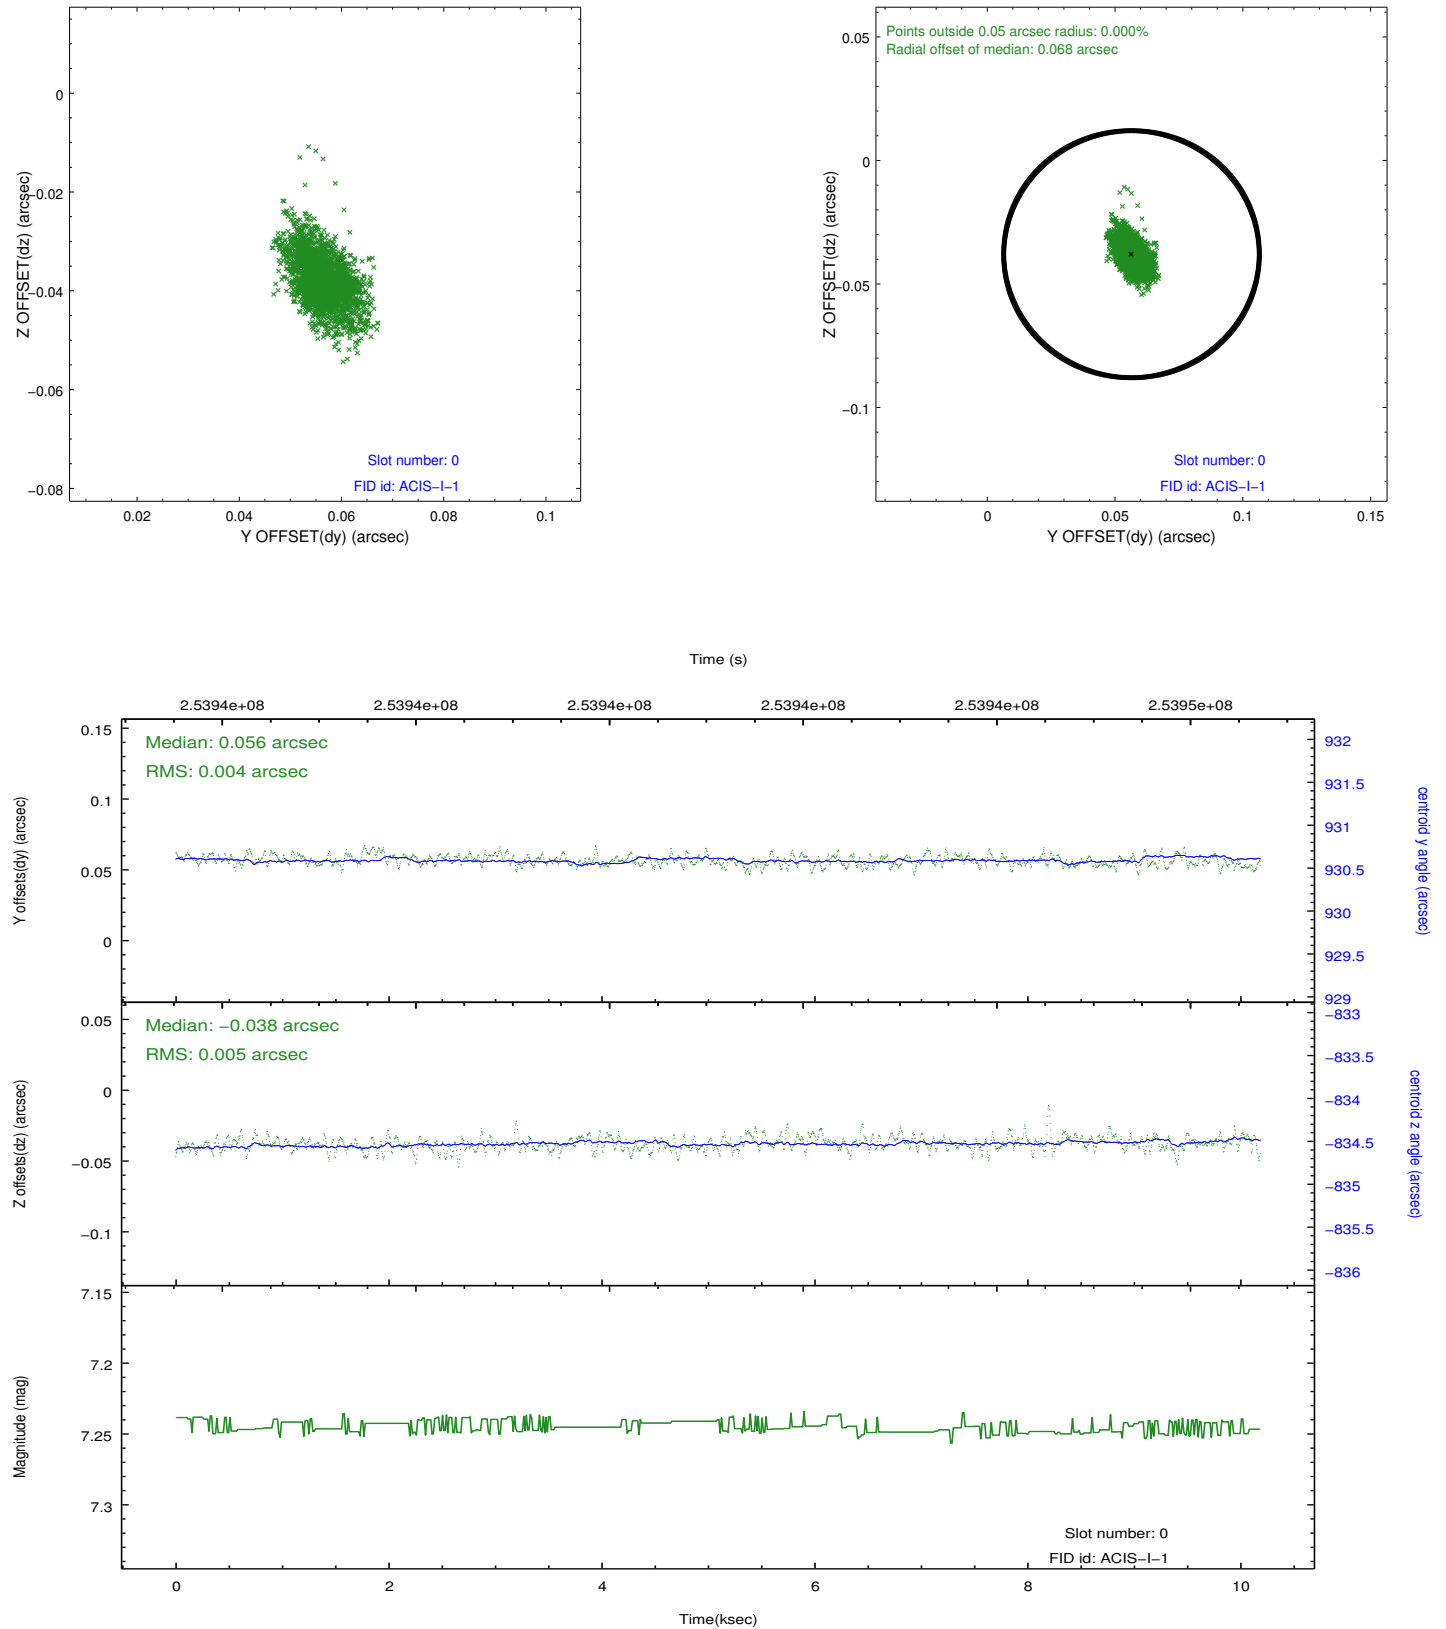 0
−0.02
−0.04
−0.06
−0.08
Z OFFSET(dz) (arcsec)
Slot number: 0
FID id: ACIS−I−1
0.02 0.04 0.06 0.08 0.1
Y OFFSET(dy) (arcsec)
Points outside 0.05 arcsec radius: 0.000%
Radial offset of median: 0.068 arcsec
0.05
0
−0.05
−0.1
Z OFFSET(dz) (arcsec)
Slot number: 0
FID id: ACIS−I−1
0 0.05 0.1 0.15
Y OFFSET(dy) (arcsec)
Time (s)
2.5394e+08 2.5394e+08 2.5394e+08 2.5394e+08 2.5394e+08 2.5395e+08
Median: 0.056 arcsec
RMS: 0.004 arcsec
0.15
0.1
0.05
0
Y offsets(dy) (arcsec)
932
931.5
931
930.5
930
929.5
929
centroid y angle (arcsec)
Median: −0.038 arcsec
RMS: 0.005 arcsec
0.05
0
−0.05
−0.1
Z offsets(dz) (arcsec)
−833
−833.5
−834
−834.5
−835
−835.5
−836
centroid z angle (arcsec)
7.15
7.2
7.25
7.3
Magnitude (mag)
Slot number: 0
FID id: ACIS−I−1
0 2 4 6 8 10
Time(ksec)